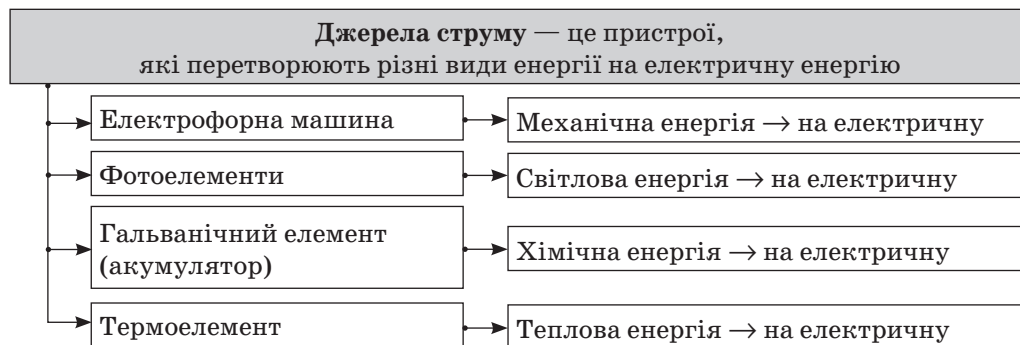 Джерела струму — це пристрої,
які перетворюють різні види енергії на електричну енергію
Електрофорна машина
Механічна енергія → на електричну
Фотоелементи
Світлова енергія → на електричну
Гальванічний елемент
(акумулятор)
Хімічна енергія → на електричну
Термоелемент
Теплова енергія → на електричну